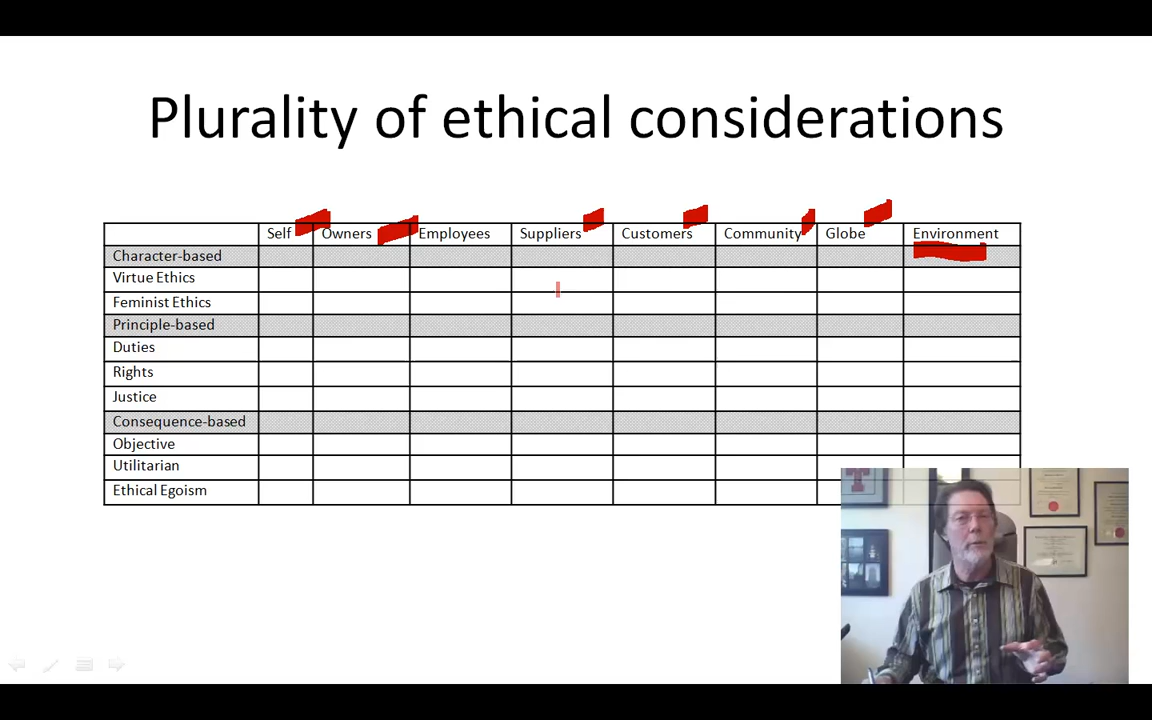 Plurality of ethical considerations
Self Owners Employees Suppliers Customers Community Globe Environment
Character-based
Virtue Ethics
Feminist Ethics
Principle-based
Duties
Rights
Justice
Consequence-based
Objective
Utilitarian
Ethical Egoism